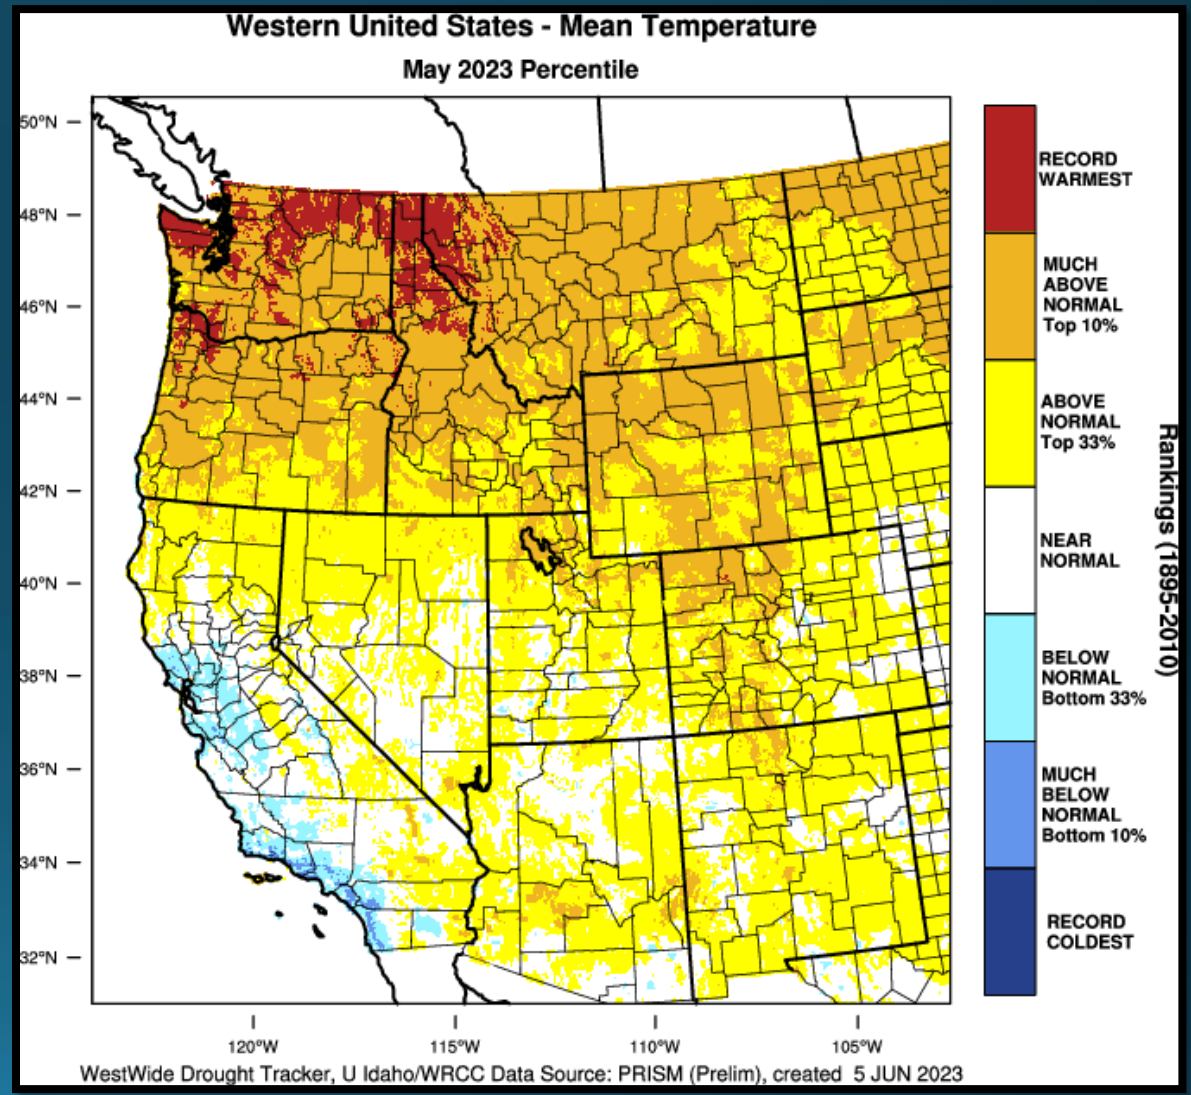 Western United States - Mean Temperature
May 2023 Percentile
50°N
48°N
46°N
44°N
42°N
40°N
38°N
36°N
34°N
32°N
120°W
115°W
110°W
105°W
RECORD
WARMEST
MUCH
ABOVE
NORMAL
Top 10%
ABOVE
NORMAL
Top 33%
NEAR
NORMAL
BELOW
NORMAL
Bottom 33%
MUCH
BELOW
NORMAL
Bottom 10%
RECORD
COLDEST
Rankings (1895-2010)
WestWide Drought Tracker, U Idaho/WRCC Data Source: PRISM (Prelim), created 5 JUN 2023